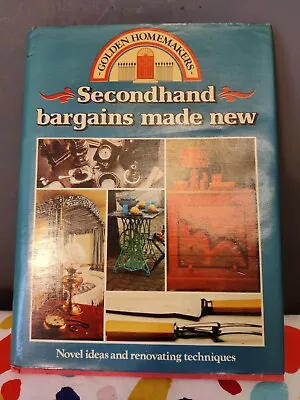 ·GOLDEN HOMEMAKERS·
Secondhand
bargains made new
Novel ideas and renovating techniques